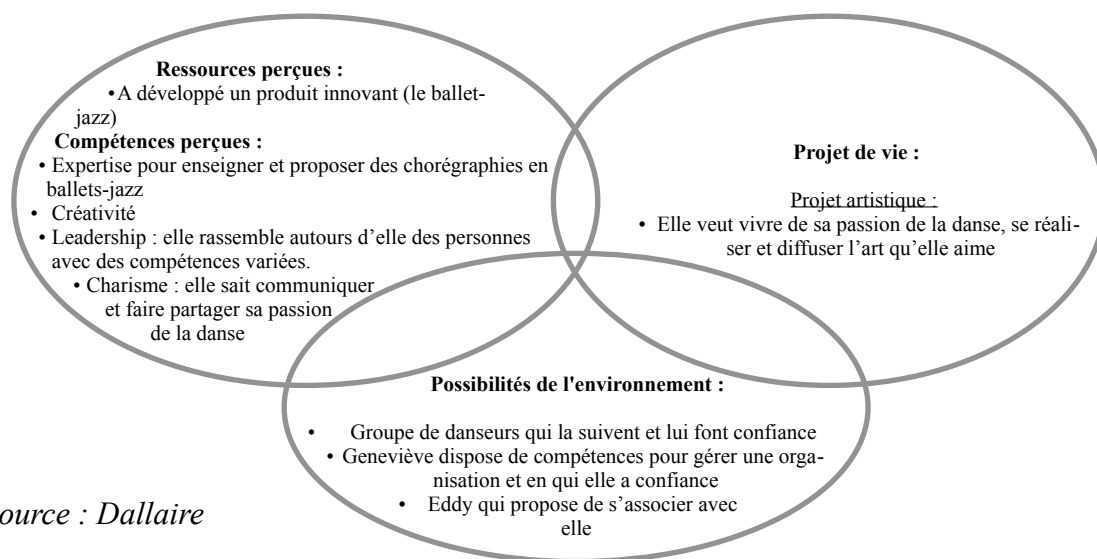 Ressources perçues :
•A développé un produit innovant (le ballet-
jazz)
Compétences perçues :
• Expertise pour enseigner et proposer des chorégraphies en
ballets-jazz
• Créativité
• Leadership : elle rassemble autours d’elle des personnes
avec des compétences variées.
• Charisme : elle sait communiquer
et faire partager sa passion
de la danse
Projet de vie :
Projet artistique :
• Elle veut vivre de sa passion de la danse, se réali-
ser et diffuser l’art qu’elle aime
Possibilités de l'environnement :
• Groupe de danseurs qui la suivent et lui font confiance
• Geneviève dispose de compétences pour gérer une orga-
nisation et en qui elle a confiance
• Eddy qui propose de s’associer avec
elle
ource : Dallaire